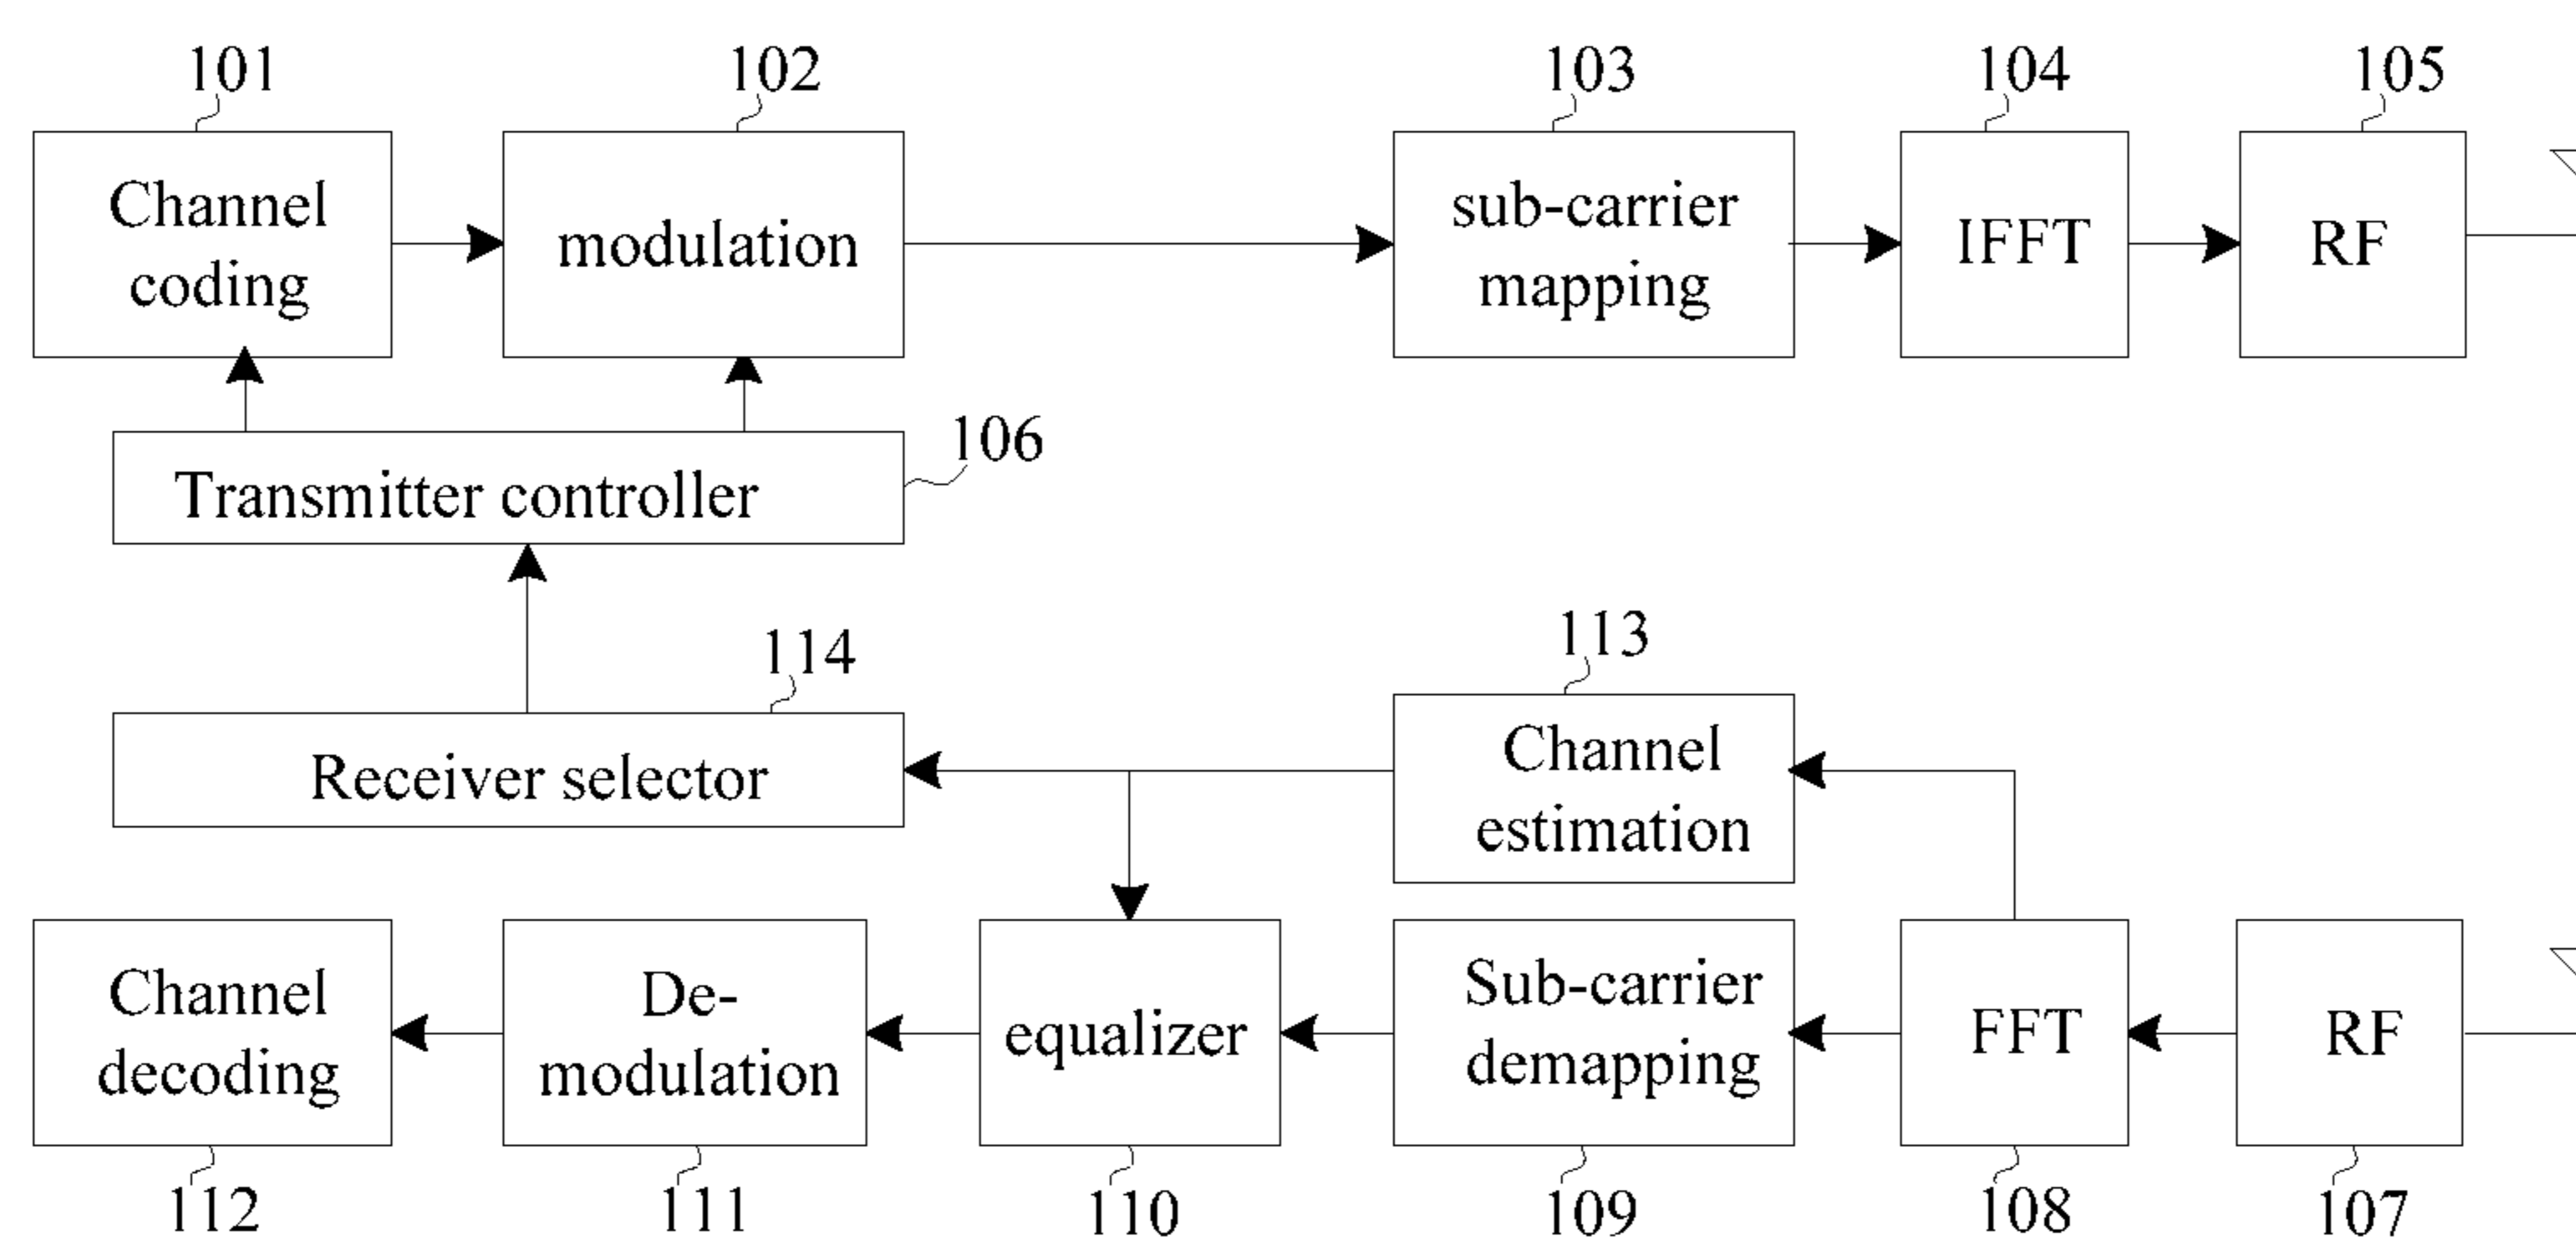 101
102
103
104
105
Channel
coding
modulation
sub-carrier
mapping
IFFT
RF
106
Transmitter controller
114
113
Receiver selector
Channel
estimation
Channel
decoding
De-
modulation
equalizer
Sub-carrier
demapping
FFT
RF
112
111
110
109
108
107